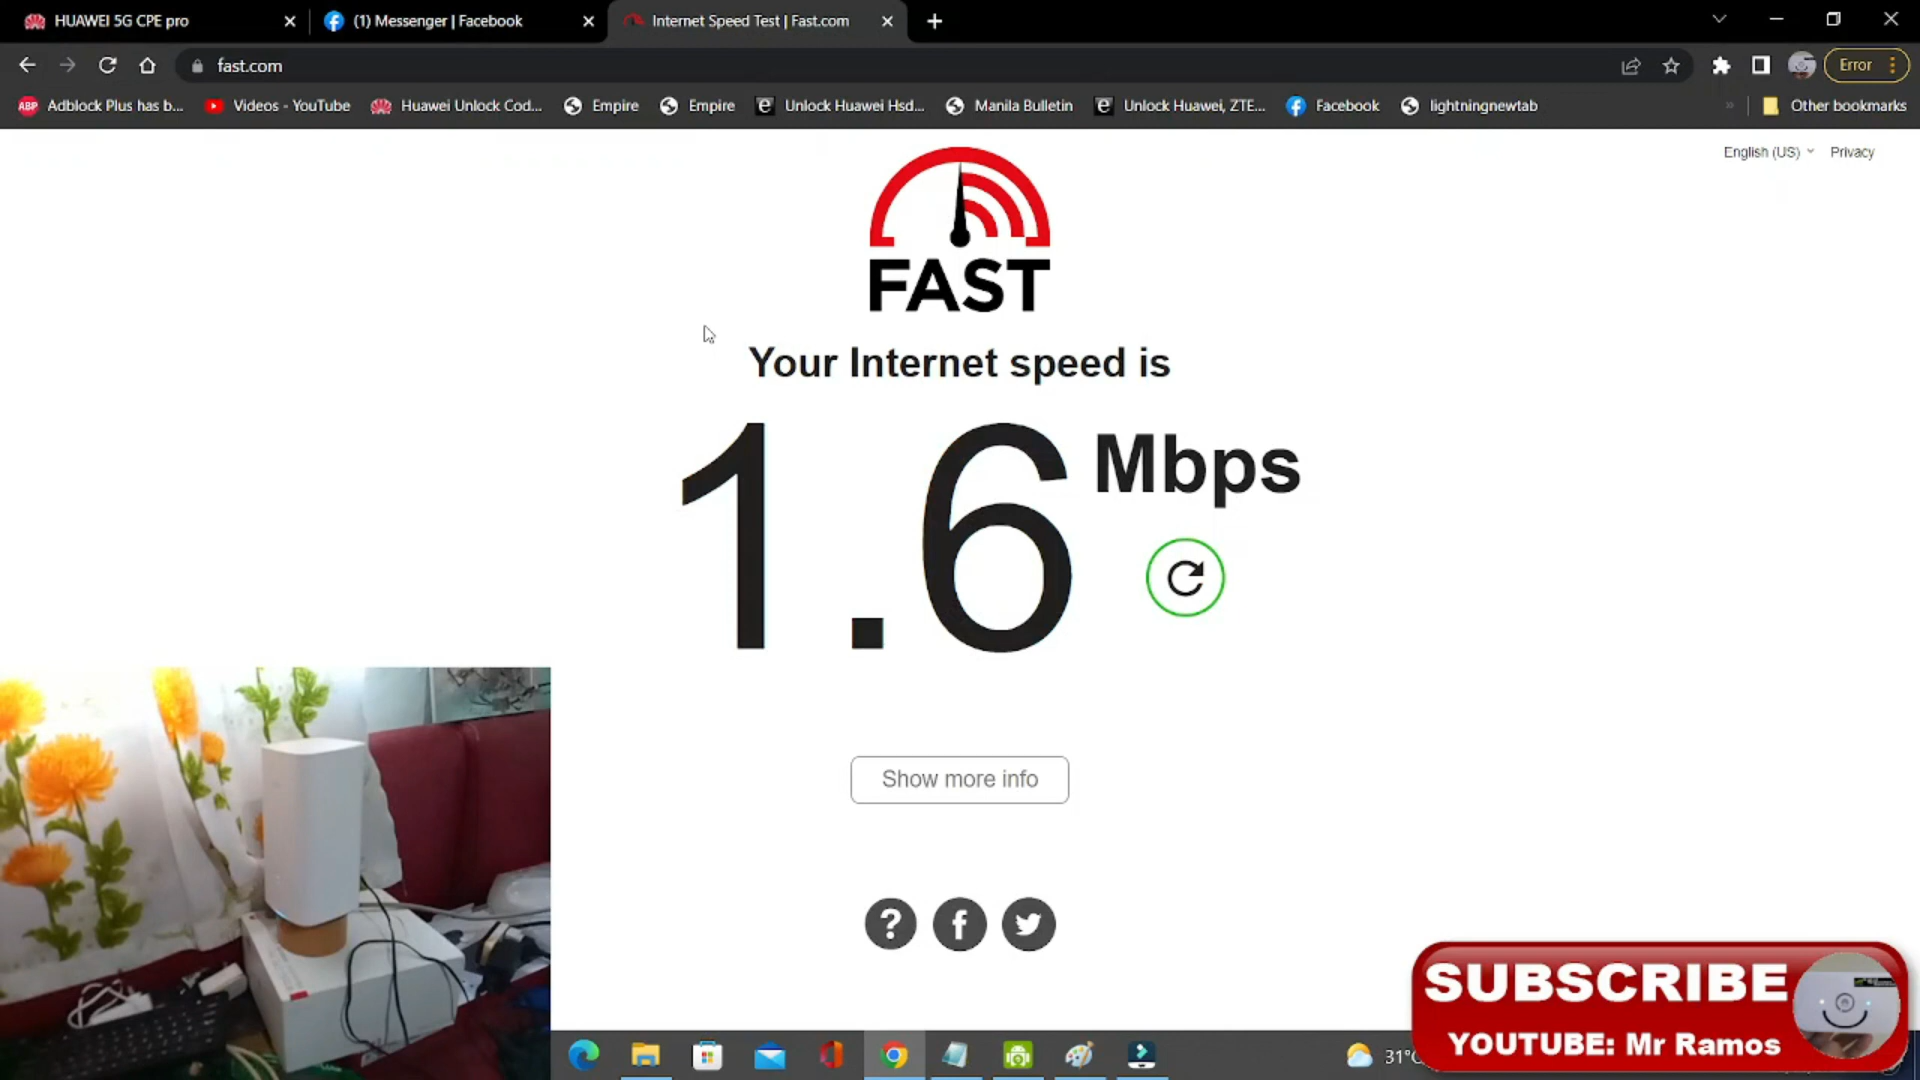 HUAWEI 5G CPE pro
(1) Messenger | Facebook
Internet Speed Test | Fast.com
fast.com
Error
ABP
Adblock Plus has b...
Videos - YouTube
Huawei Unlock Cod...
Empire
Empire
Unlock Huawei Hsd...
Manila Bulletin
Unlock Huawei, ZTE...
Facebook
lightningnewtab
Other bookmarks
English (US)
Privacy
FAST
Your Internet speed is
1.6 Mbps
Show more info
SUBSCRIBE
YOUTUBE: Mr Ramos
31°C